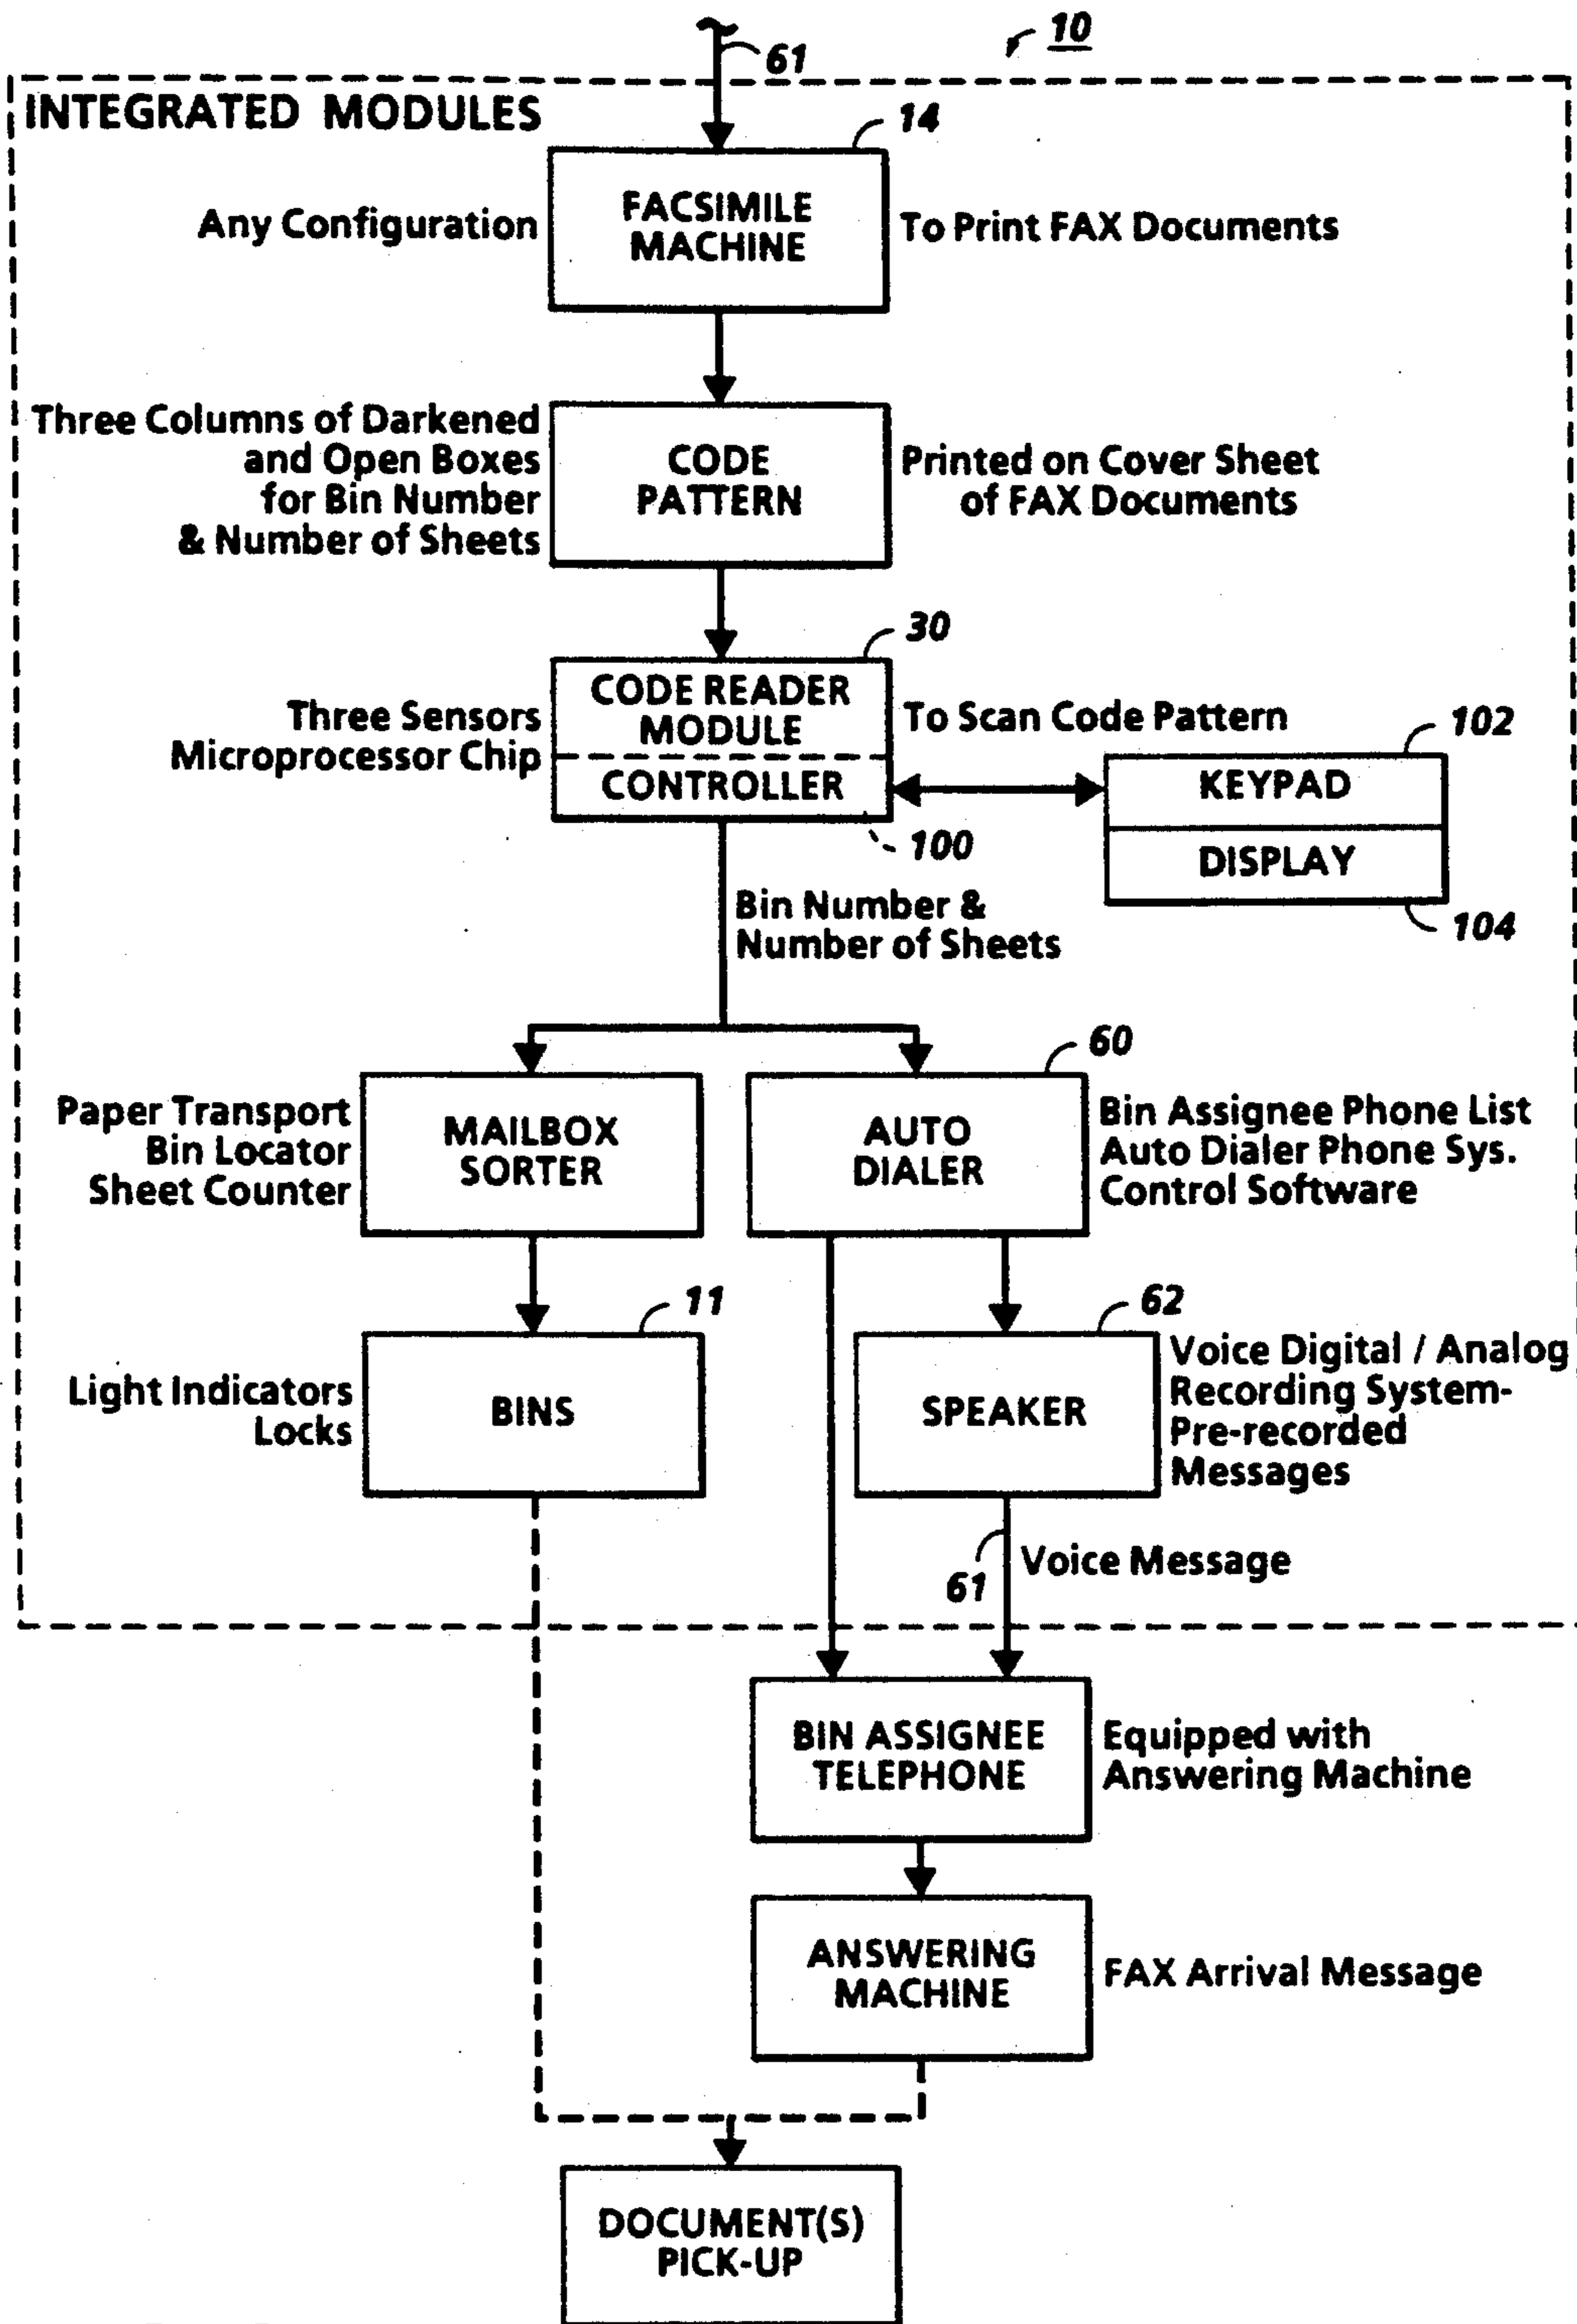 10
61
INTEGRATED MODULES
14
Any Configuration
FACSIMILE
MACHINE
To Print FAX Documents
Three Columns of Darkened
and Open Boxes
for Bin Number
& Number of Sheets
CODE
PATTERN
Printed on Cover Sheet
of FAX Documents
30
Three Sensors
Microprocessor Chip
CODE READER
MODULE
CONTROLLER
To Scan Code Pattern
100
102
KEYPAD
DISPLAY
104
Bin Number &
Number of Sheets
Paper Transport
Bin Locator
Sheet Counter
MAILBOX
SORTER
60
AUTO
DIALER
Bin Assignee Phone List
Auto Dialer Phone Sys.
Control Software
11
Light Indicators
Locks
BINS
62
SPEAKER
Voice Digital / Analog
Recording System-
Pre-recorded
Messages
61
Voice Message
BIN ASSIGNEE
TELEPHONE
Equipped with
Answering Machine
ANSWERING
MACHINE
FAX Arrival Message
DOCUMENT(S)
PICK-UP